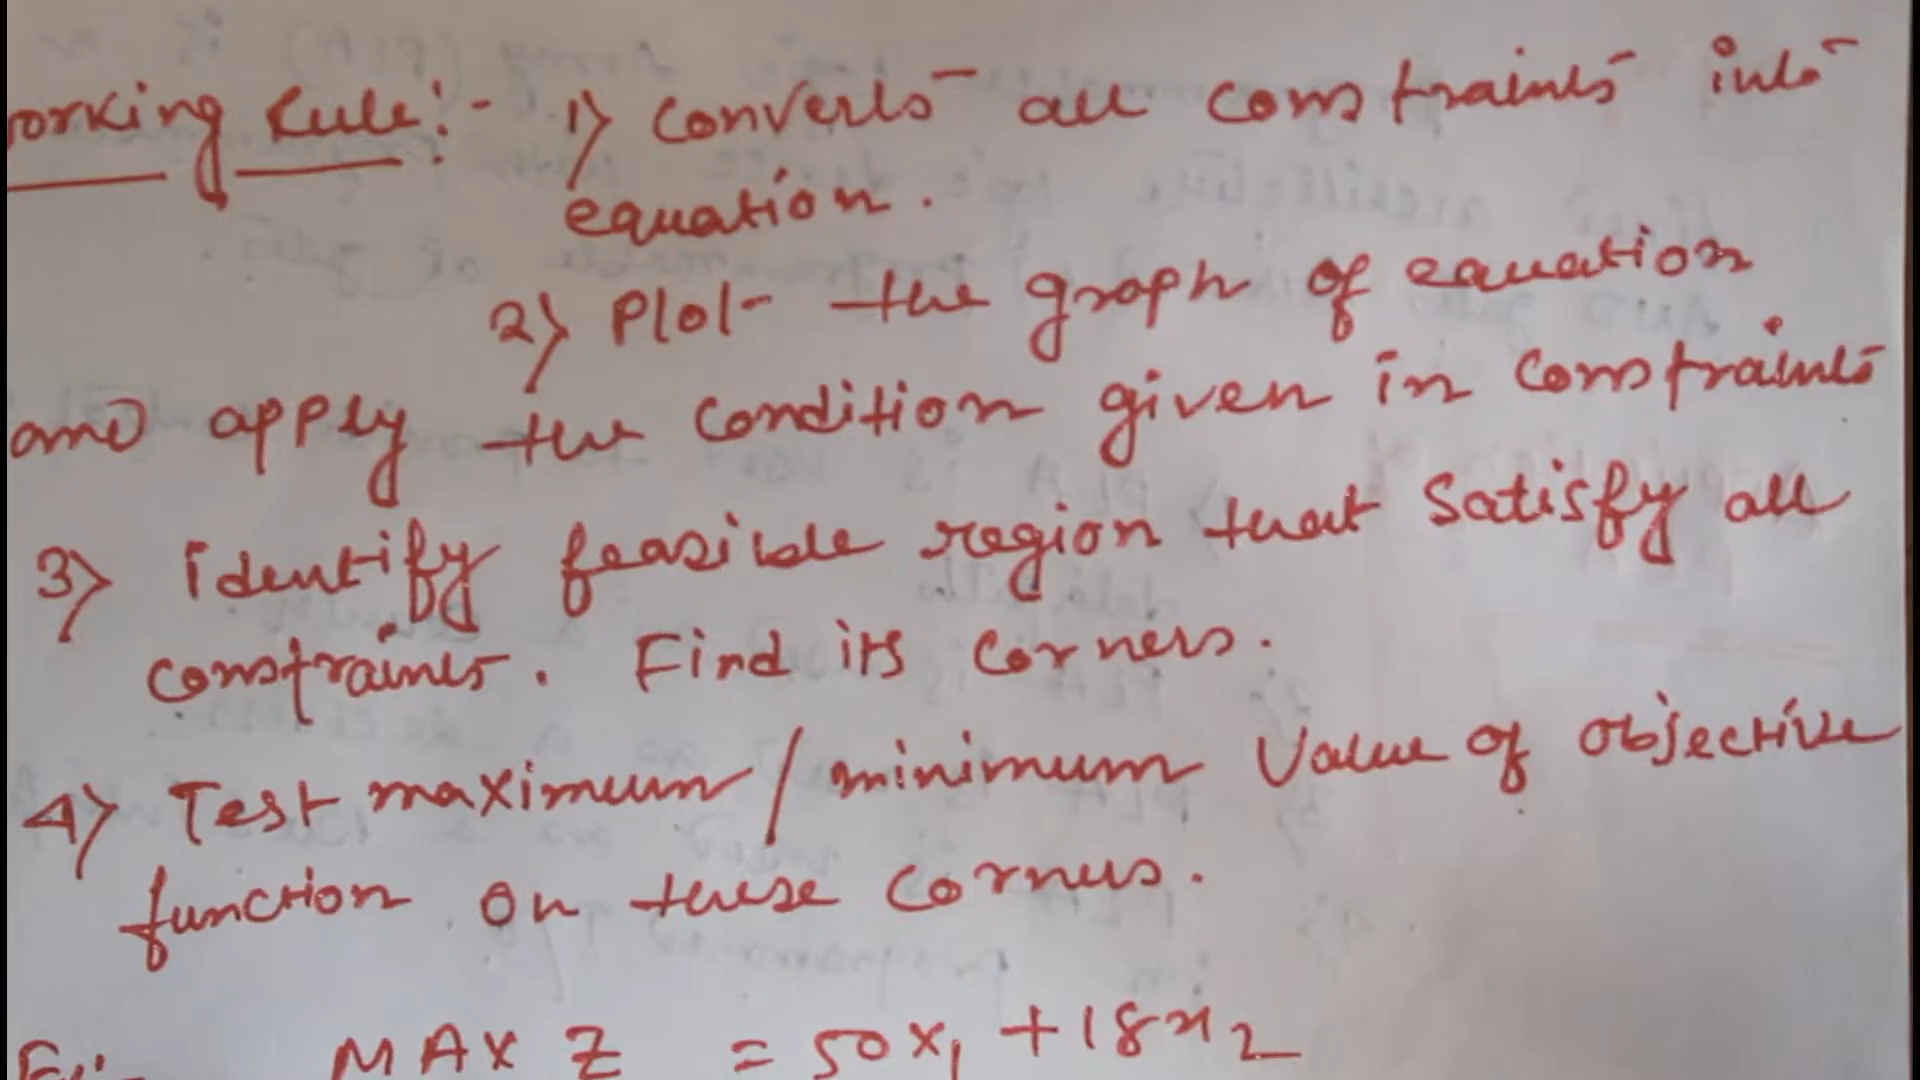 orking Rule:- 1) Converts all constraints into
equation.
2) Plot the graph of equation
and apply the condition given in constraints
3) identify feasible region that satisfy all
constraints. Find its corners.
4) Test maximum/minimum value of objective
function on these corners.
Ex:- MAX Z = 50x1 + 18x2